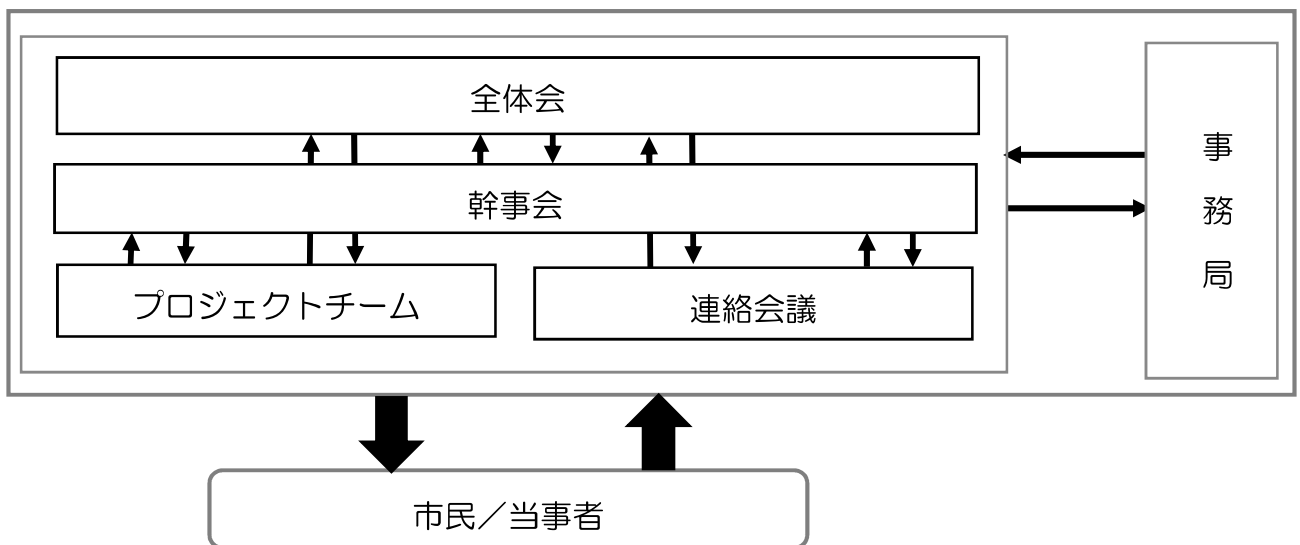 全体会
幹事会
プロジェクトチーム
連絡会議
事務局
市民／当事者